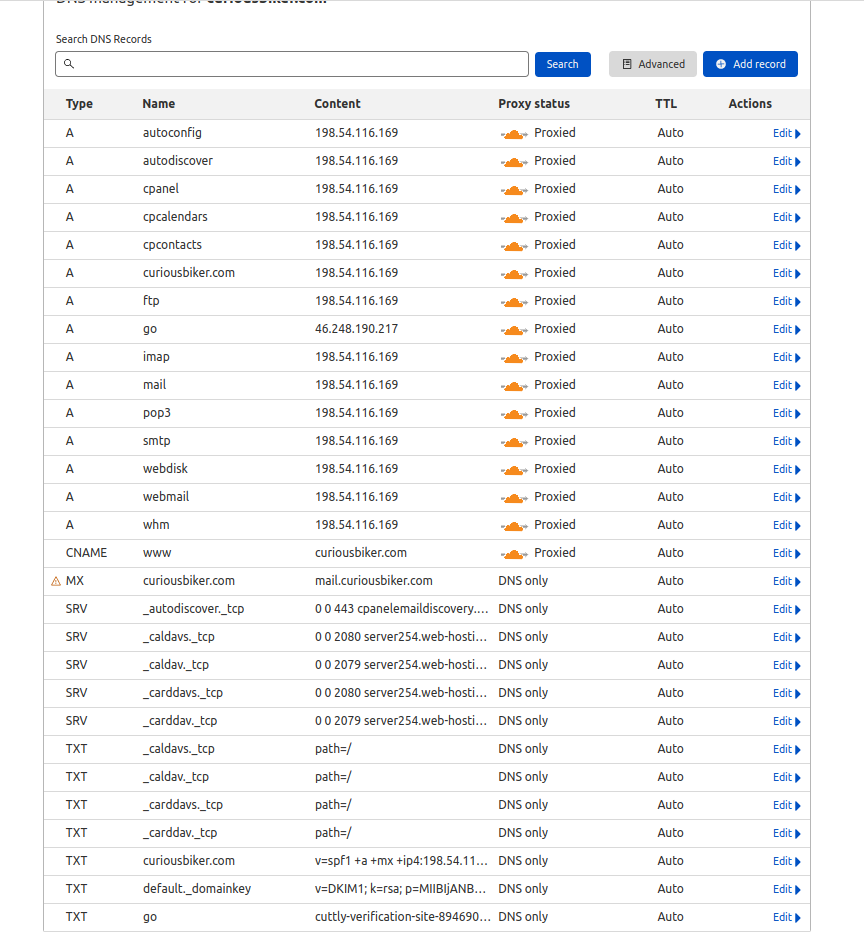 DNS management for curiousbiker.com
Search DNS Records
Search Advanced Add record
Type Name Content Proxy status TTL Actions
A autoconfig 198.54.116.169 Proxied Auto Edit
A autodiscover 198.54.116.169 Proxied Auto Edit
A cpanel 198.54.116.169 Proxied Auto Edit
A cpcalendars 198.54.116.169 Proxied Auto Edit
A cpcontacts 198.54.116.169 Proxied Auto Edit
A curiousbiker.com 198.54.116.169 Proxied Auto Edit
A ftp 198.54.116.169 Proxied Auto Edit
A go 46.248.190.217 Proxied Auto Edit
A imap 198.54.116.169 Proxied Auto Edit
A mail 198.54.116.169 Proxied Auto Edit
A pop3 198.54.116.169 Proxied Auto Edit
A smtp 198.54.116.169 Proxied Auto Edit
A webdisk 198.54.116.169 Proxied Auto Edit
A webmail 198.54.116.169 Proxied Auto Edit
A whm 198.54.116.169 Proxied Auto Edit
CNAME www curiousbiker.com Proxied Auto Edit
MX curiousbiker.com mail.curiousbiker.com DNS only Auto Edit
SRV _autodiscover._tcp 0 0 443 cpanelemaildiscovery.… DNS only Auto Edit
SRV _caldavs._tcp 0 0 2080 server254.web-hosti… DNS only Auto Edit
SRV _caldav._tcp 0 0 2079 server254.web-hosti… DNS only Auto Edit
SRV _carddavs._tcp 0 0 2080 server254.web-hosti… DNS only Auto Edit
SRV _carddav._tcp 0 0 2079 server254.web-hosti… DNS only Auto Edit
TXT _caldavs._tcp path=/ DNS only Auto Edit
TXT _caldav._tcp path=/ DNS only Auto Edit
TXT _carddavs._tcp path=/ DNS only Auto Edit
TXT _carddav._tcp path=/ DNS only Auto Edit
TXT curiousbiker.com v=spf1 +a +mx +ip4:198.54.11… DNS only Auto Edit
TXT default._domainkey v=DKIM1; k=rsa; p=MIIBIjANB… DNS only Auto Edit
TXT go cuttly-verification-site-894690… DNS only Auto Edit